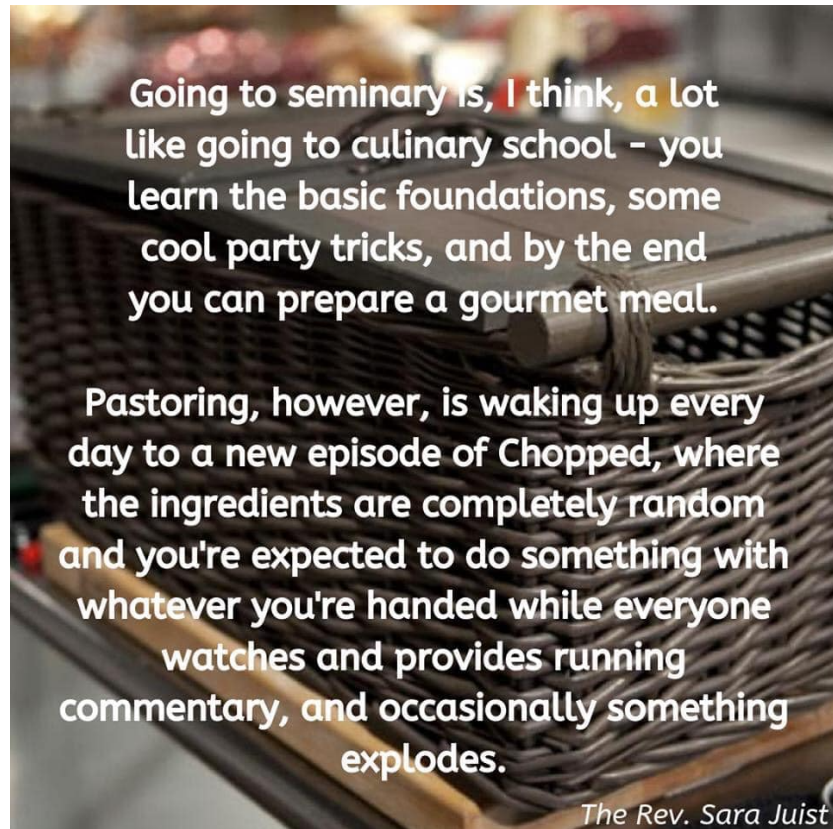 Going to seminary is, I think, a lot
like going to culinary school - you
learn the basic foundations, some
cool party tricks, and by the end
you can prepare a gourmet meal.
Pastoring, however, is waking up every
day to a new episode of Chopped, where
the ingredients are completely random
and you're expected to do something with
whatever you're handed while everyone
watches and provides running
commentary, and occasionally something
explodes.
The Rev. Sara Juist